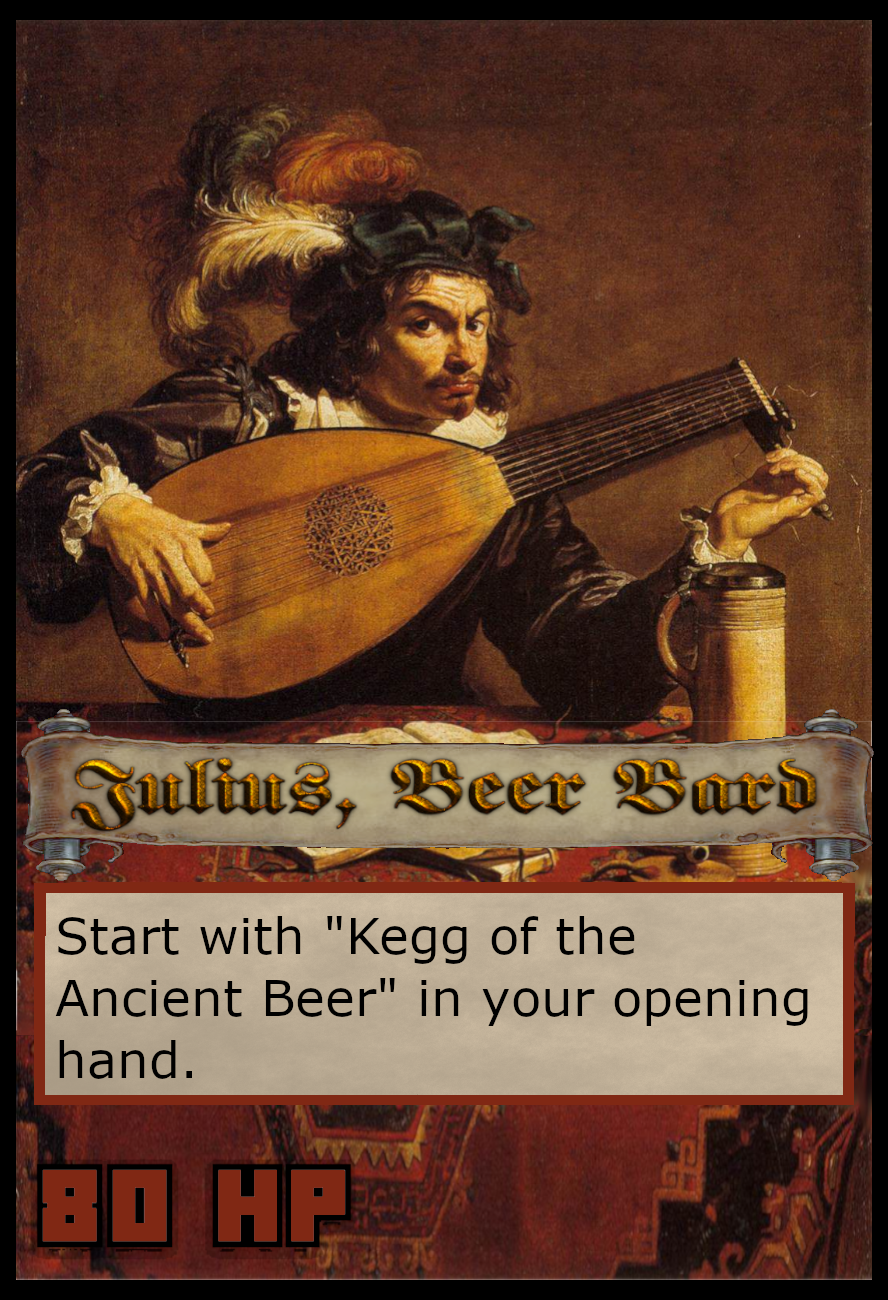 Julius, Beer Bard
Start with "Kegg of the
Ancient Beer" in your opening
hand.
80 HP